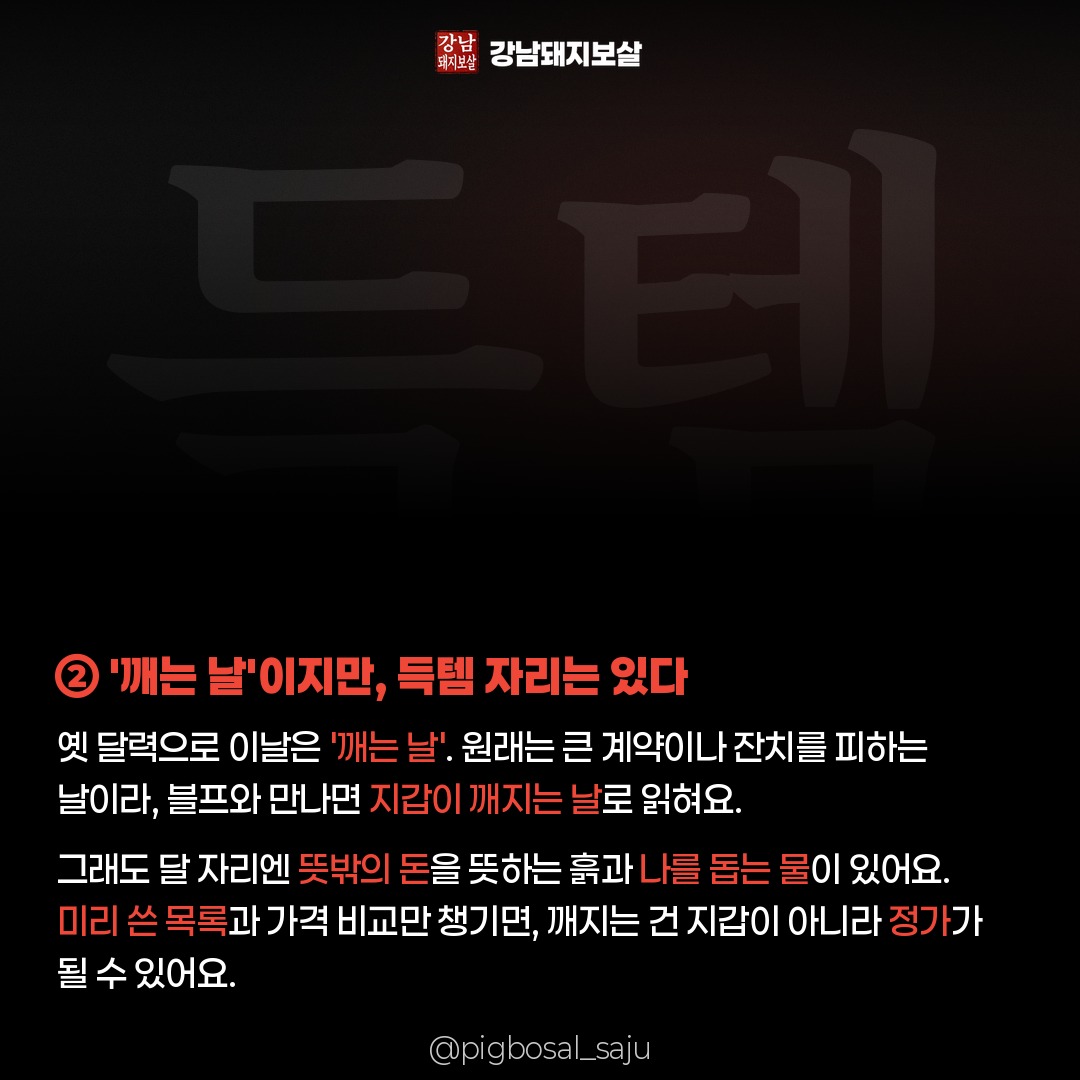 강남
돼지보살
강남돼지보살
득템
② '깨는 날'이지만, 득템 자리는 있다
옛 달력으로 이날은 '깨는 날'. 원래는 큰 계약이나 잔치를 피하는
날이라, 블프와 만나면 지갑이 깨지는 날로 읽혀요.
그래도 달 자리엔 뜻밖의 돈을 뜻하는 흙과 나를 돕는 물이 있어요.
미리 쓴 목록과 가격 비교만 챙기면, 깨지는 건 지갑이 아니라 정가가
될 수 있어요.
@pigbosal_saju